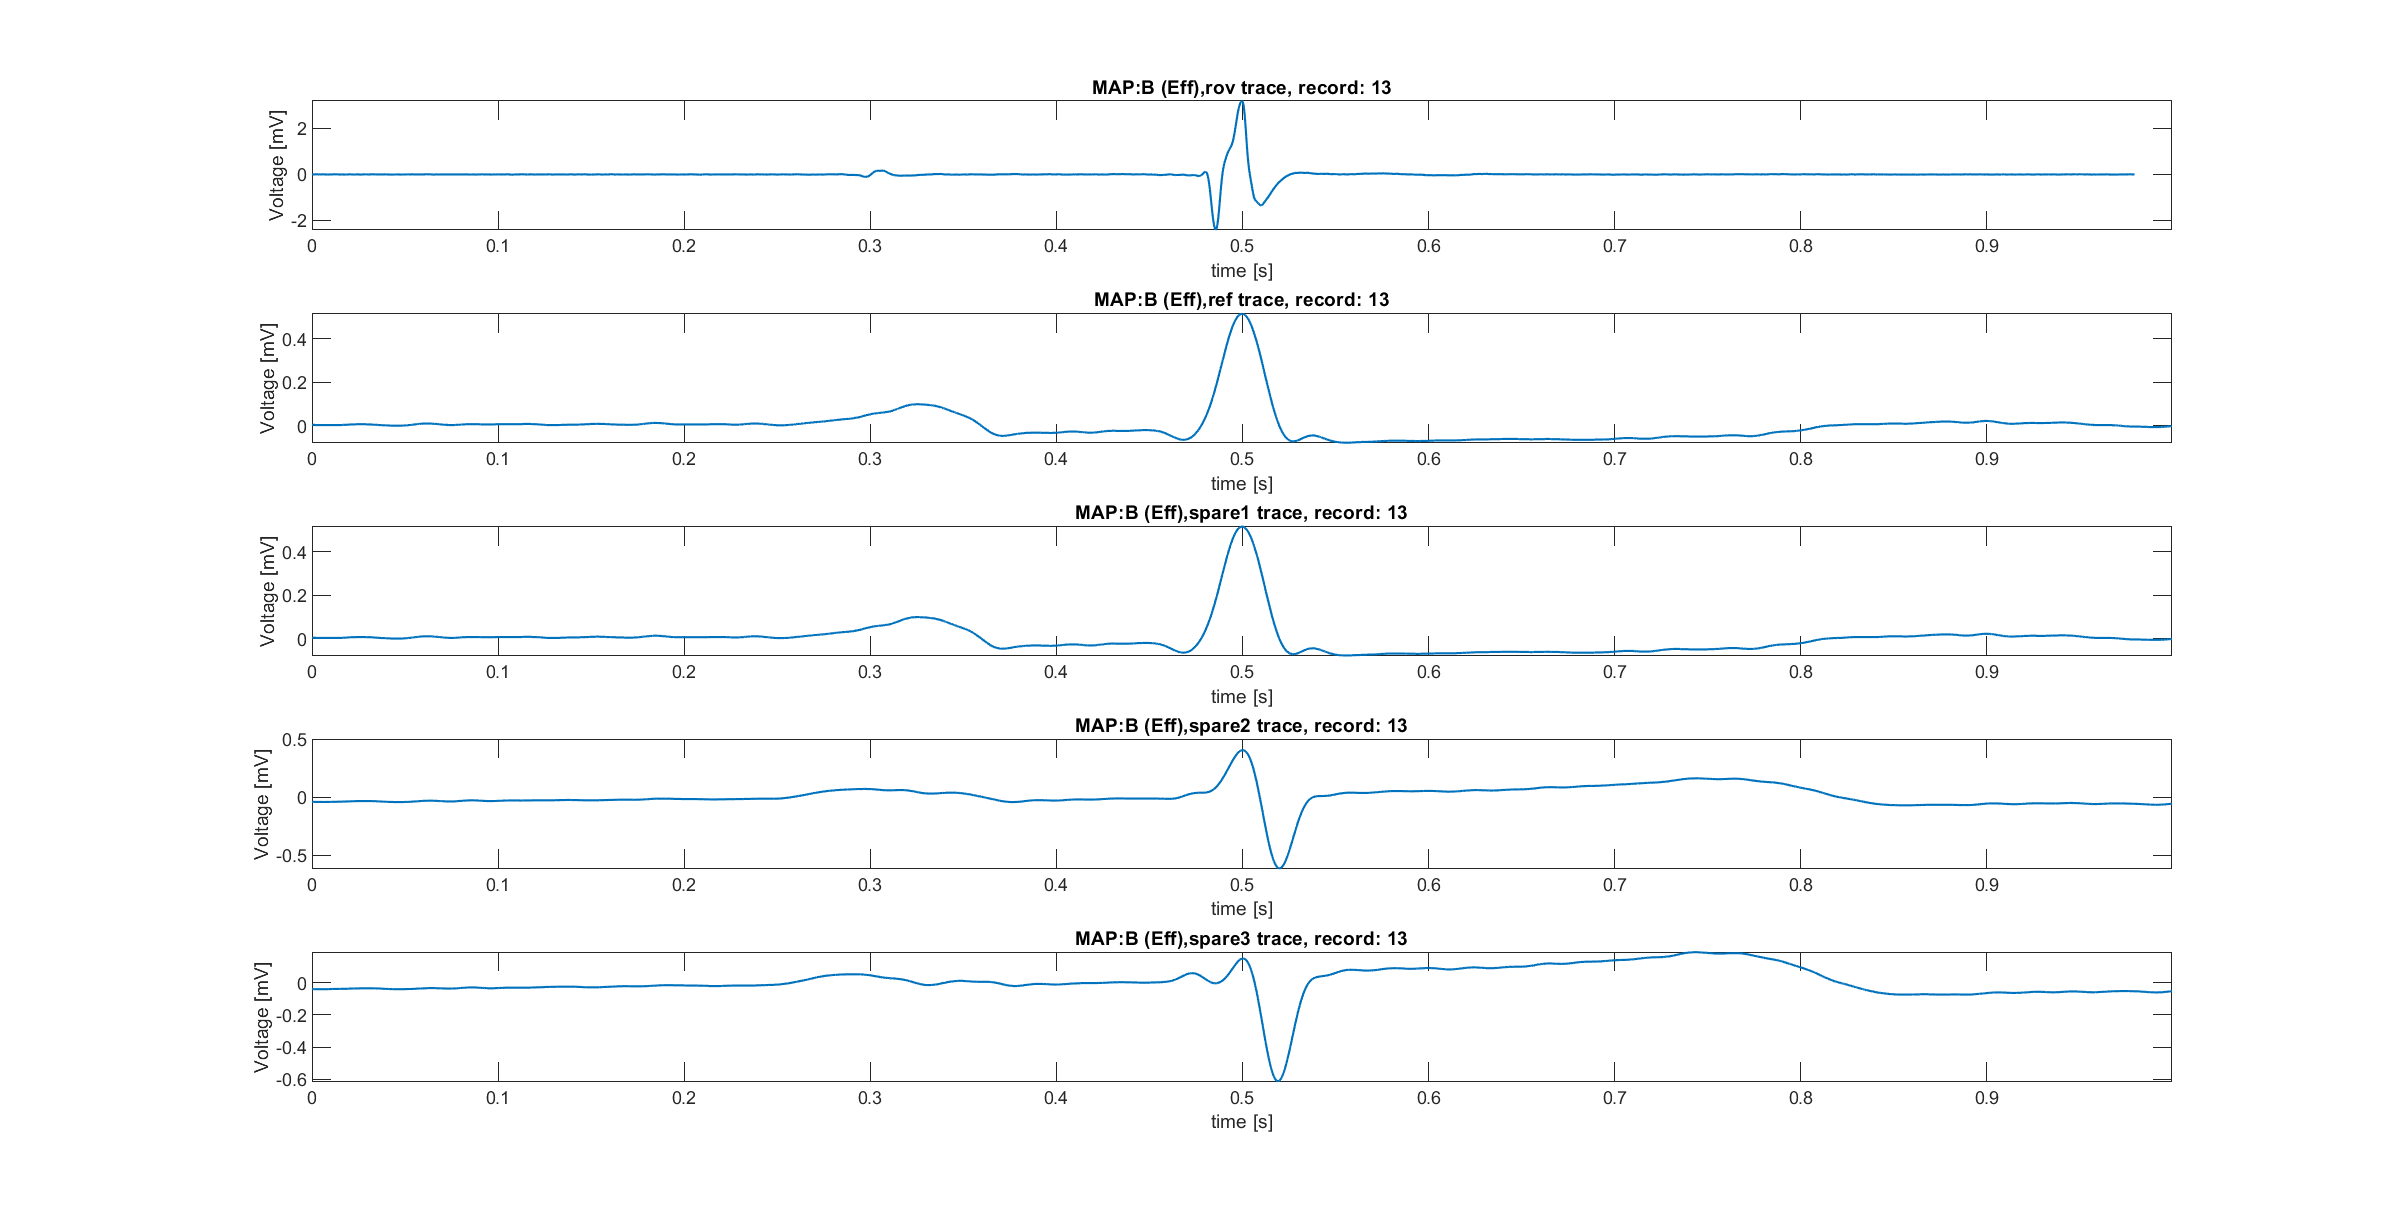 MAP:B (Eff),rov trace, record: 13
Voltage [mV]
2
0
-2
0 0.1 0.2 0.3 0.4 0.5 0.6 0.7 0.8 0.9
time [s]
MAP:B (Eff),ref trace, record: 13
Voltage [mV]
0.4
0.2
0
0 0.1 0.2 0.3 0.4 0.5 0.6 0.7 0.8 0.9
time [s]
MAP:B (Eff),spare1 trace, record: 13
Voltage [mV]
0.4
0.2
0
0 0.1 0.2 0.3 0.4 0.5 0.6 0.7 0.8 0.9
time [s]
MAP:B (Eff),spare2 trace, record: 13
Voltage [mV]
0.5
0
-0.5
0 0.1 0.2 0.3 0.4 0.5 0.6 0.7 0.8 0.9
time [s]
MAP:B (Eff),spare3 trace, record: 13
Voltage [mV]
0
-0.2
-0.4
-0.6
0 0.1 0.2 0.3 0.4 0.5 0.6 0.7 0.8 0.9
time [s]